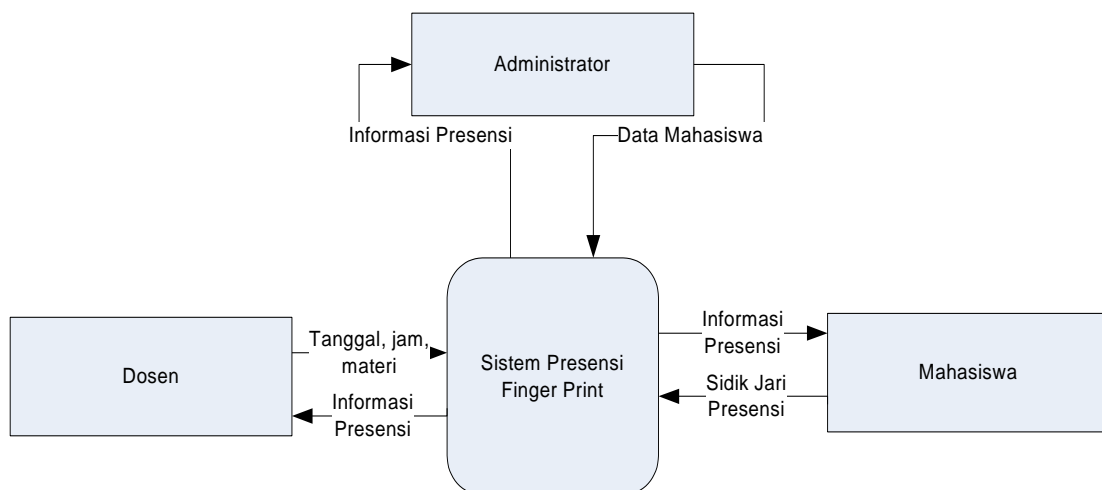 Administrator
Informasi Presensi
Data Mahasiswa
Tanggal, jam,
materi
Informasi
Presensi
Dosen
Sistem Presensi
Finger Print
Informasi
Presensi
Sidik Jari
Presensi
Mahasiswa